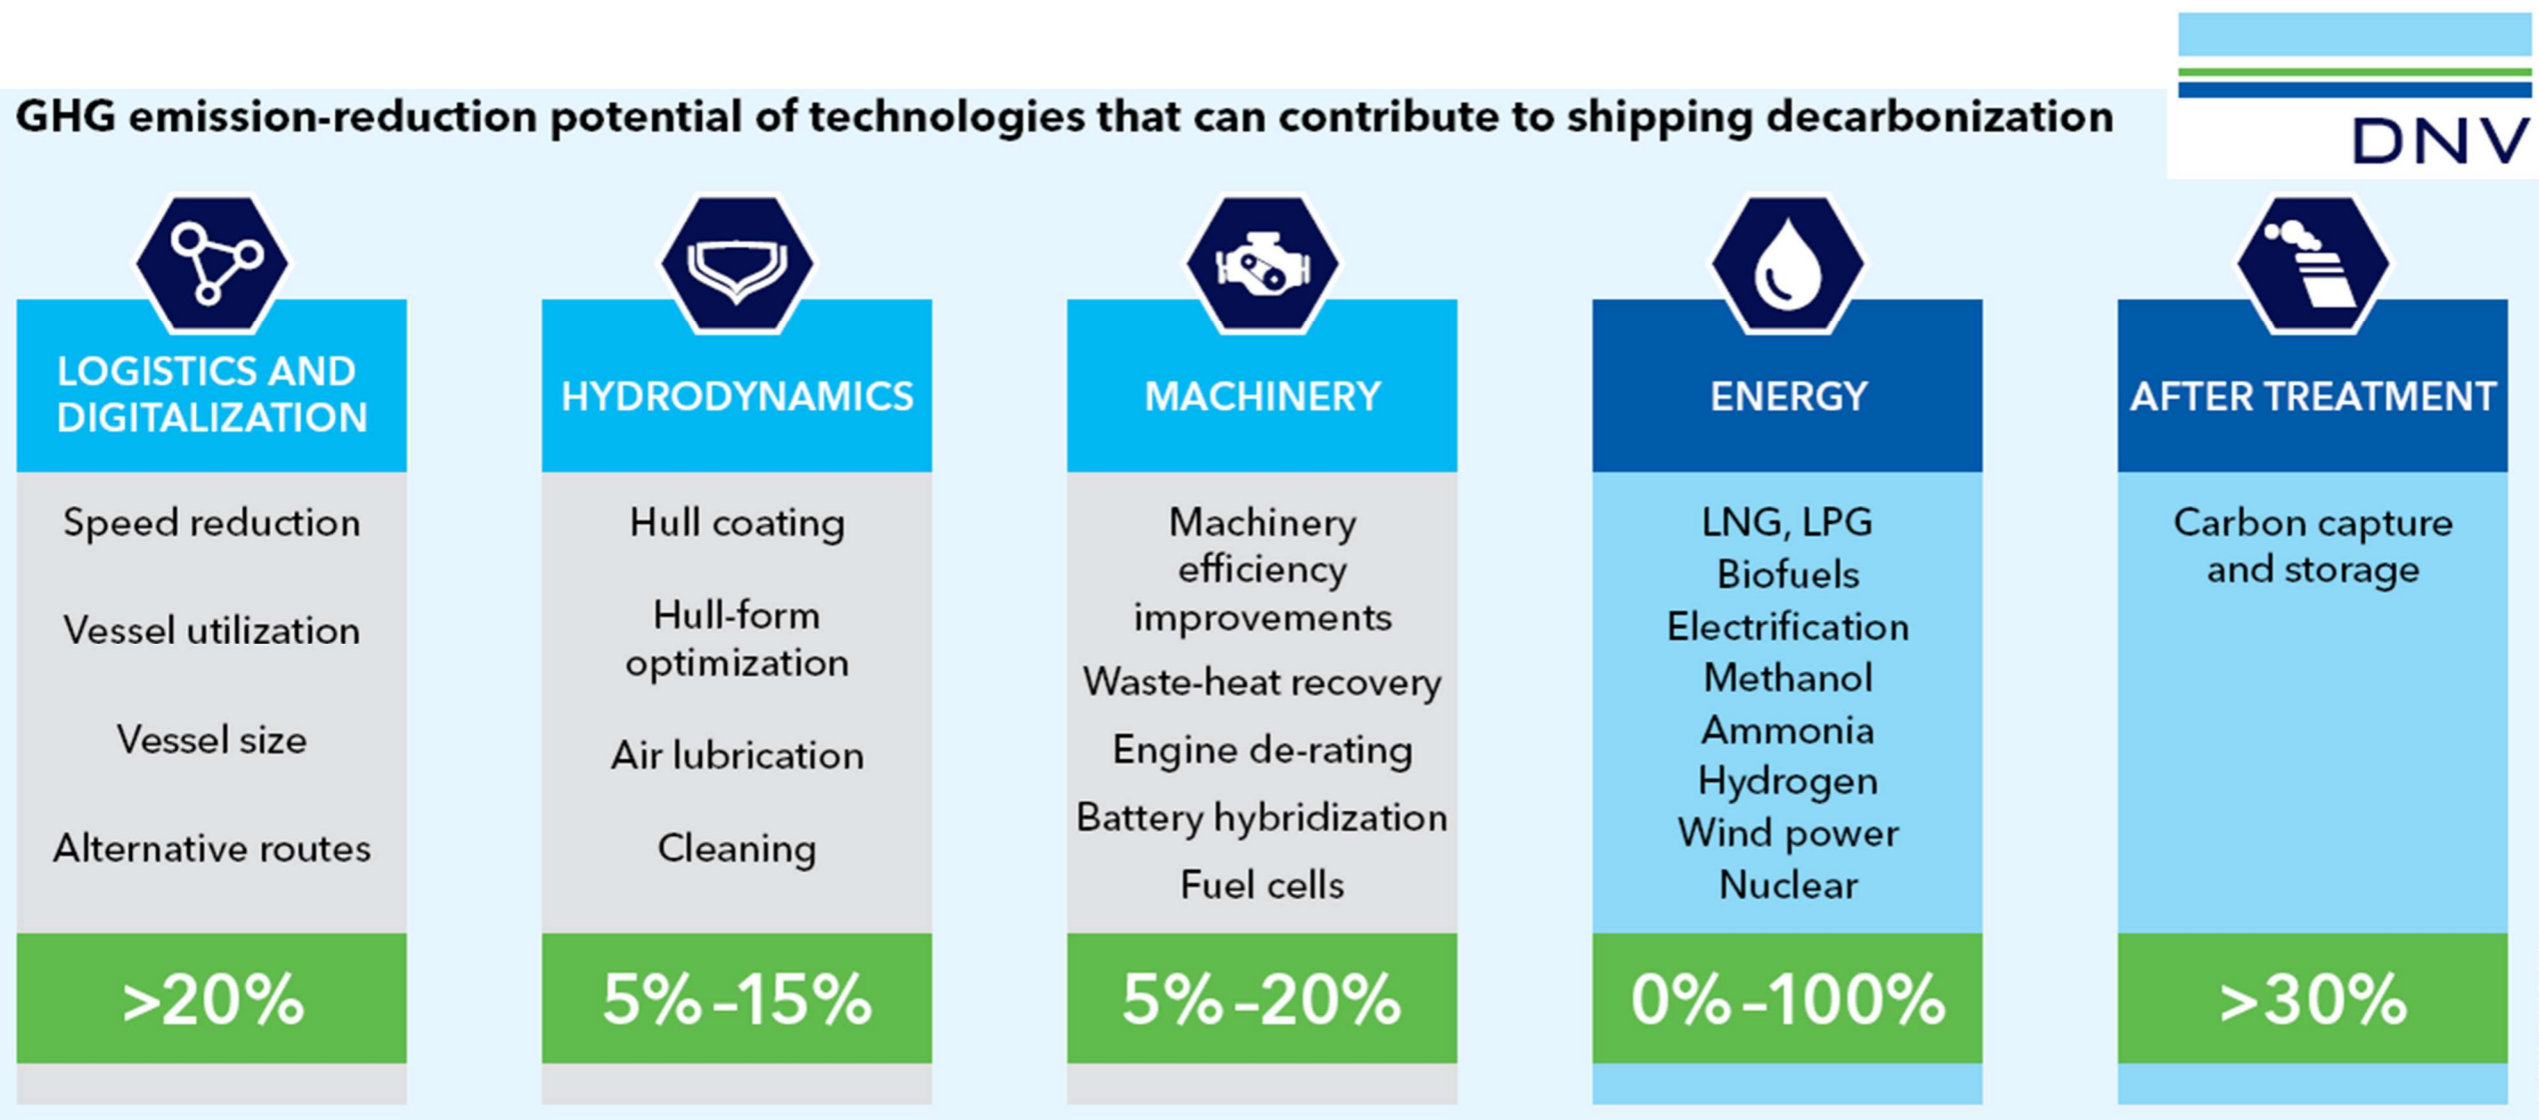 GHG emission-reduction potential of technologies that can contribute to shipping decarbonization
DNV
LOGISTICS AND
DIGITALIZATION
Speed reduction
Vessel utilization
Vessel size
Alternative routes
>20%
HYDRODYNAMICS
Hull coating
Hull-form
optimization
Air lubrication
Cleaning
5%-15%
MACHINERY
Machinery
efficiency
improvements
Waste-heat recovery
Engine de-rating
Battery hybridization
Fuel cells
5%-20%
ENERGY
LNG, LPG
Biofuels
Electrification
Methanol
Ammonia
Hydrogen
Wind power
Nuclear
0%-100%
AFTER TREATMENT
Carbon capture
and storage
>30%